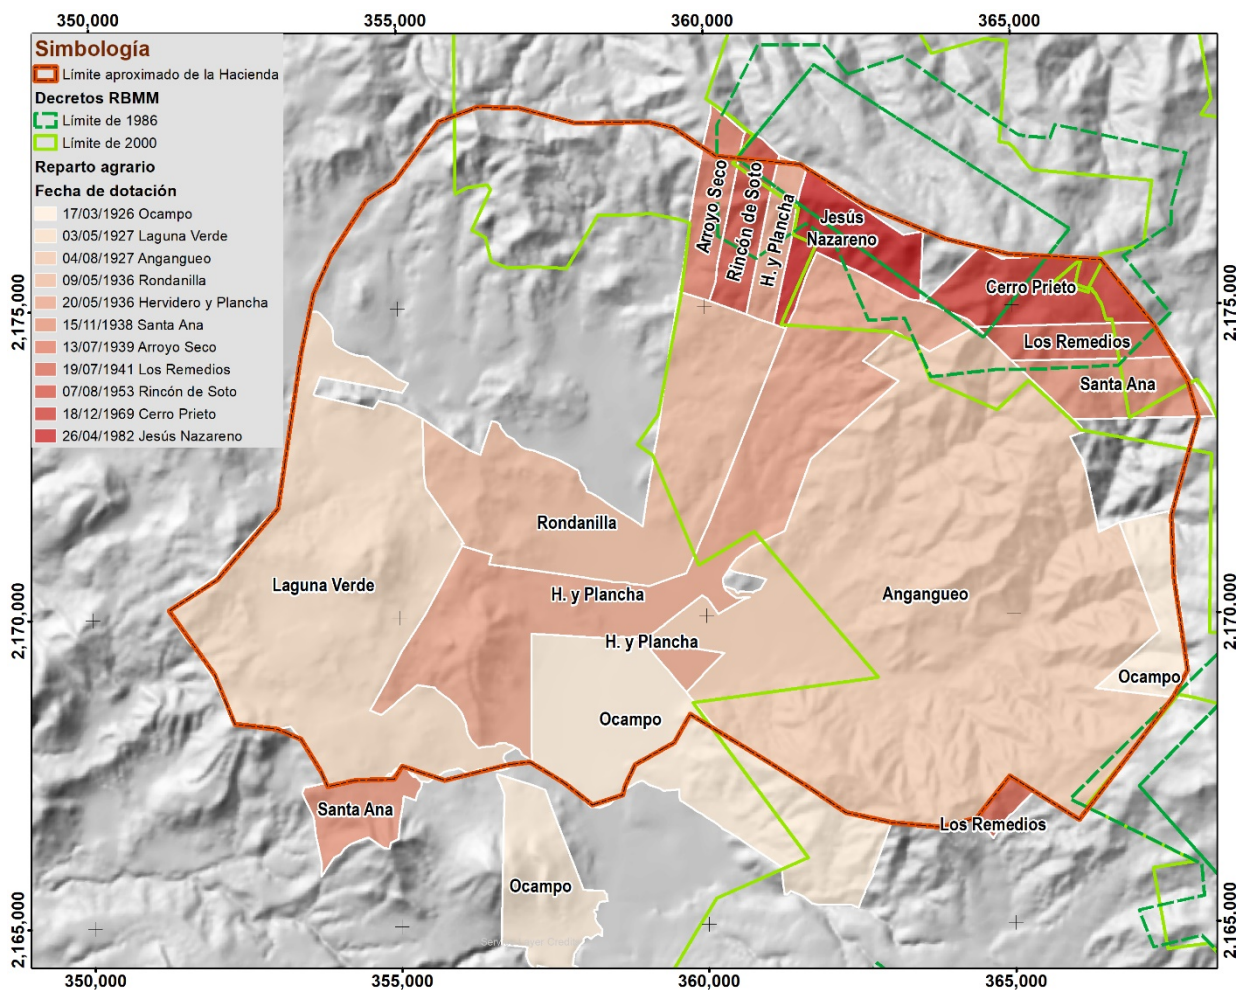 350,000
355,000
360,000
365,000
Simbología
Límite aproximado de la Hacienda
Decretos RBMM
Límite de 1986
Límite de 2000
Reparto agrario
Fecha de dotación
17/03/1926 Ocampo
03/05/1927 Laguna Verde
04/08/1927 Angangueo
09/05/1936 Rondanilla
20/05/1936 Hervidero y Plancha
15/11/1938 Santa Ana
13/07/1939 Arroyo Seco
19/07/1941 Los Remedios
07/08/1953 Rincón de Soto
18/12/1969 Cerro Prieto
26/04/1982 Jesús Nazareno
Arroyo Seco
Rincón de Soto
H. y Plancha
Jesús
Nazareno
Cerro Prieto
2,175,000
2,175,000
Los Remedios
Santa Ana
Rondanilla
Laguna Verde
H. y Plancha
Angangueo
2,170,000
2,170,000
H. y Plancha
Ocampo
Ocampo
Santa Ana
Los Remedios
Ocampo
2,165,000
2,165,000
350,000
355,000
360,000
365,000